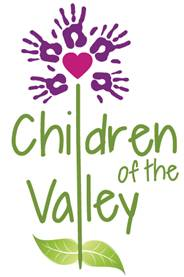 Children
of the
Valley